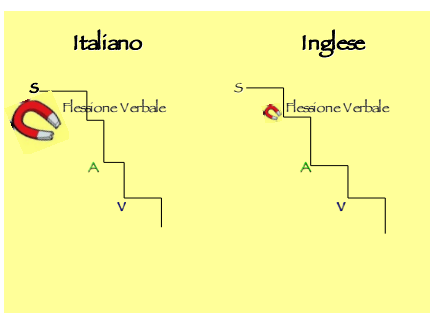 Italiano Inglese
S S
Flessione Verbale Flessione Verbale
A A
V V